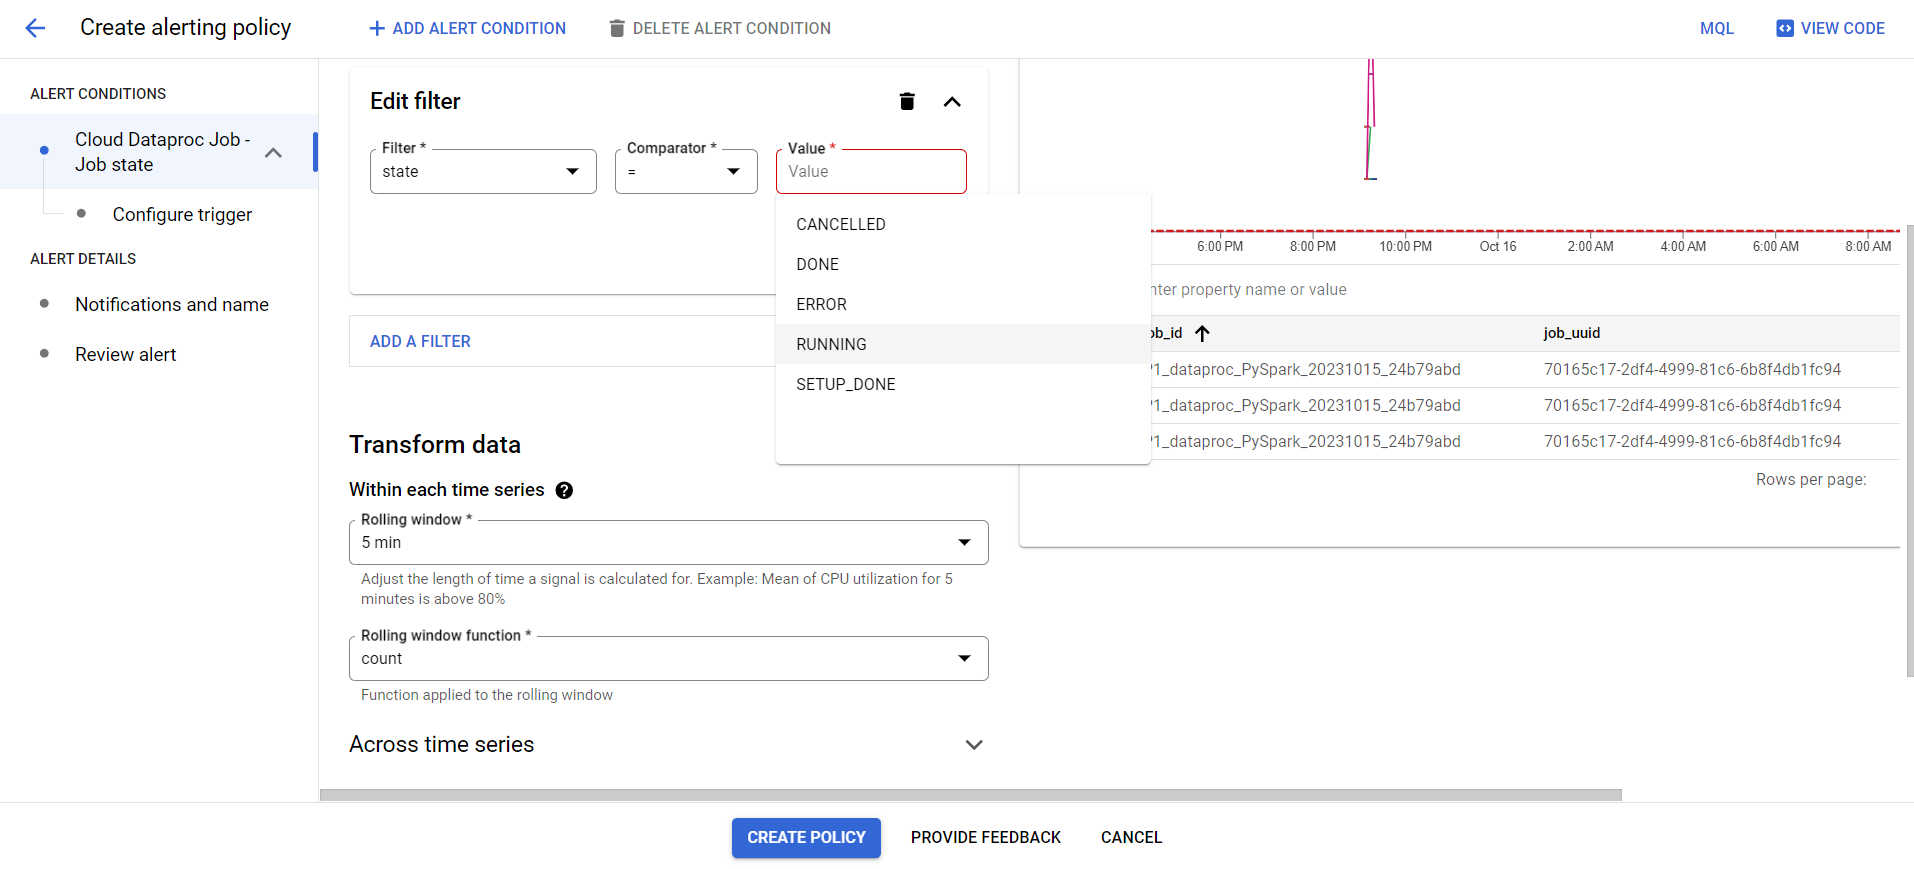 Create alerting policy
ADD ALERT CONDITION
DELETE ALERT CONDITION
MQL
VIEW CODE
ALERT CONDITIONS
Cloud Dataproc Job -
Job state
Configure trigger
ALERT DETAILS
Notifications and name
Review alert
Edit filter
Filter *
state
Comparator *
=
Value *
Value
CANCELLED
DONE
ERROR
RUNNING
SETUP_DONE
ADD A FILTER
Transform data
Within each time series
Rolling window *
5 min
Adjust the length of time a signal is calculated for. Example: Mean of CPU utilization for 5
minutes is above 80%
Rolling window function *
count
Function applied to the rolling window
Across time series
6:00 PM 8:00 PM 10:00 PM Oct 16 2:00 AM 4:00 AM 6:00 AM 8:00 AM
nter property name or value
ob_id job_uuid
1_dataproc_PySpark_20231015_24b79abd 70165c17-2df4-4999-81c6-6b8f4db1fc94
1_dataproc_PySpark_20231015_24b79abd 70165c17-2df4-4999-81c6-6b8f4db1fc94
1_dataproc_PySpark_20231015_24b79abd 70165c17-2df4-4999-81c6-6b8f4db1fc94
Rows per page:
CREATE POLICY
PROVIDE FEEDBACK
CANCEL